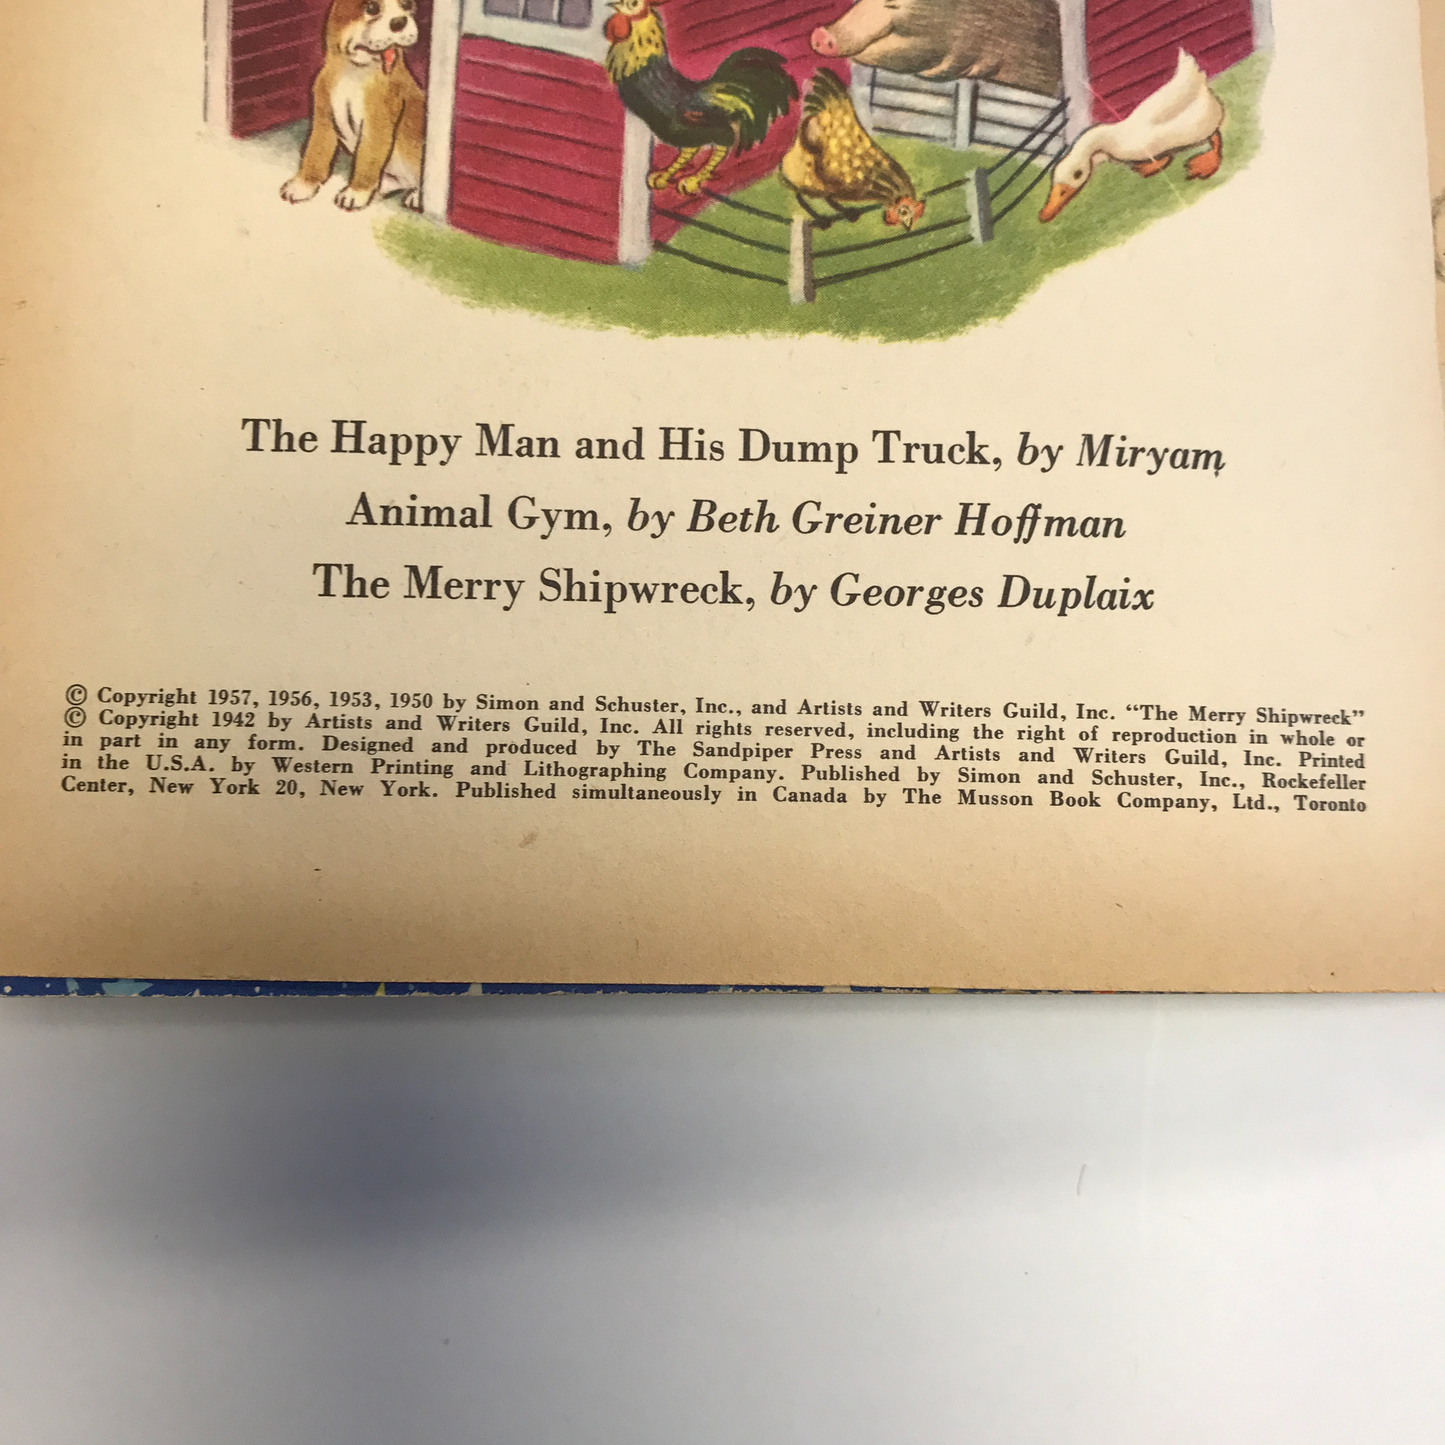 The Happy Man and His Dump Truck, by Miryam
Animal Gym, by Beth Greiner Hoffman
The Merry Shipwreck, by Georges Duplaix
© Copyright 1957, 1956, 1953, 1950 by Simon and Schuster, Inc., and Artists and Writers Guild, Inc. “The Merry Shipwreck”
© Copyright 1942 by Artists and Writers Guild, Inc. All rights reserved, including the right of reproduction in whole or
in part in any form. Designed and produced by The Sandpiper Press and Artists and Writers Guild, Inc. Printed
in the U.S.A. by Western Printing and Lithographing Company. Published by Simon and Schuster, Inc., Rockefeller
Center, New York 20, New York. Published simultaneously in Canada by The Musson Book Company, Ltd., Toronto